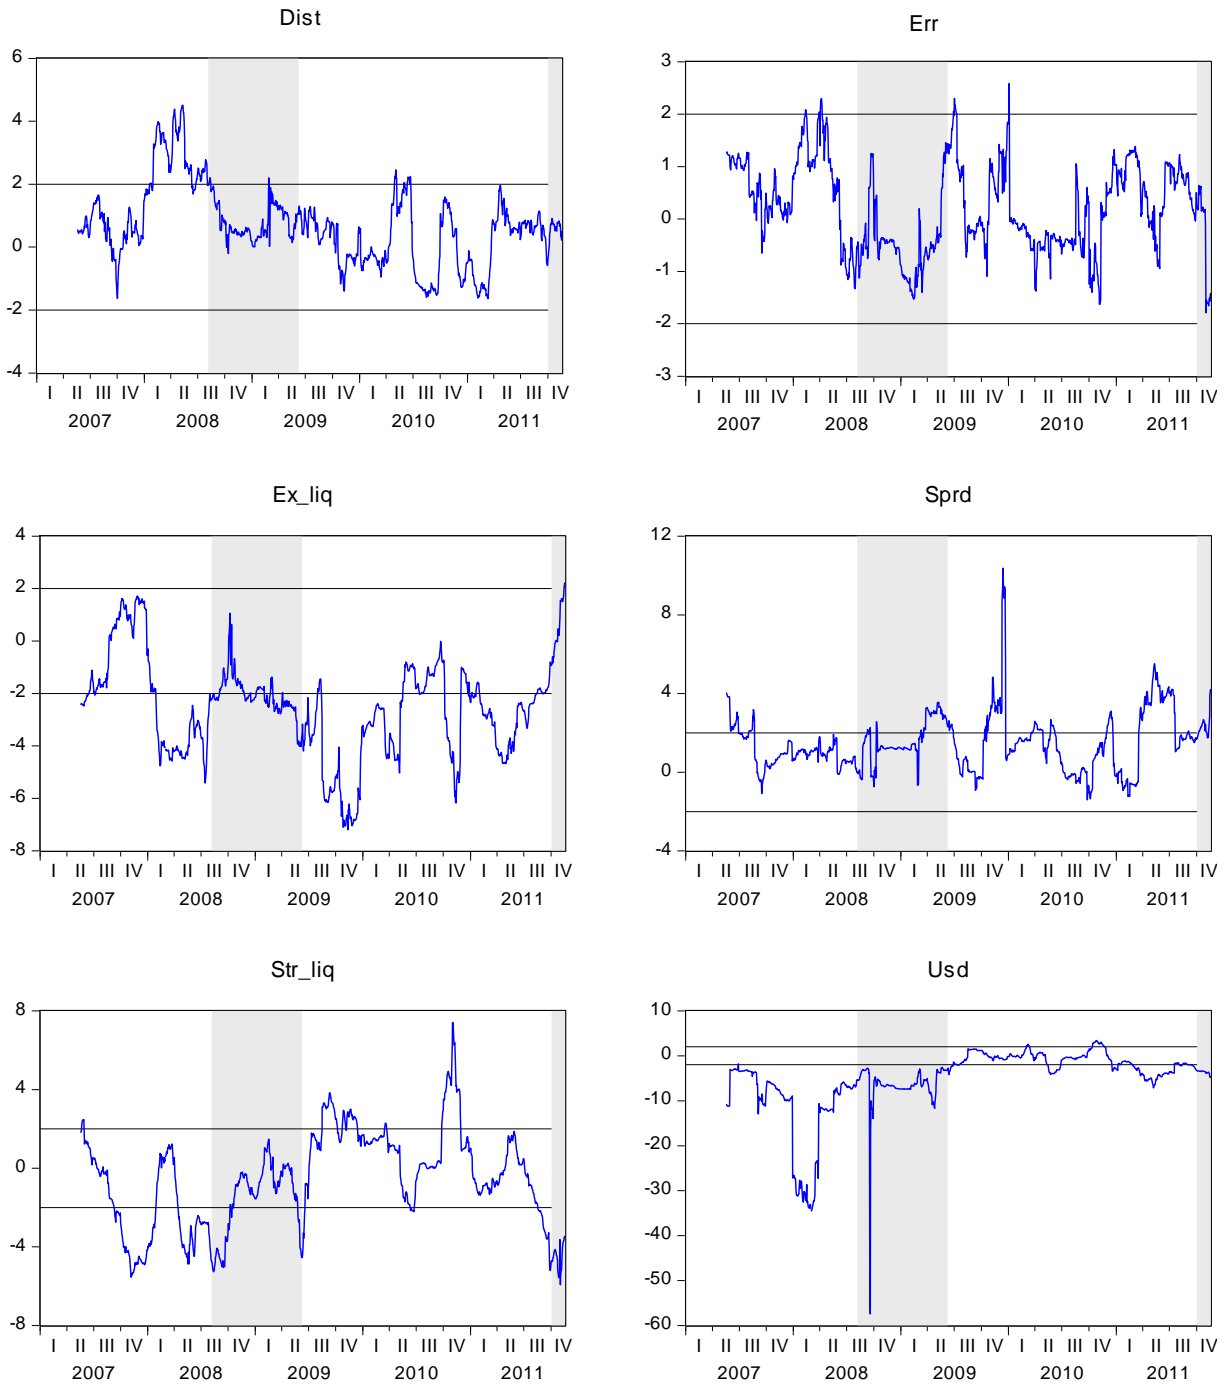 Dist
6
4
2
0
-2
-4
I II III IV I II III IV I II III IV I II III IV I II III IV
2007 2008 2009 2010 2011
Err
3
2
1
0
-1
-2
-3
I II III IV I II III IV I II III IV I II III IV I II III IV
2007 2008 2009 2010 2011
Ex_liq
4
2
0
-2
-4
-6
-8
I II III IV I II III IV I II III IV I II III IV I II III IV
2007 2008 2009 2010 2011
Sprd
12
8
4
0
-4
I II III IV I II III IV I II III IV I II III IV I II III IV
2007 2008 2009 2010 2011
Str_liq
8
4
0
-4
-8
I II III IV I II III IV I II III IV I II III IV I II III IV
2007 2008 2009 2010 2011
Usd
10
0
-10
-20
-30
-40
-50
-60
I II III IV I II III IV I II III IV I II III IV I II III IV
2007 2008 2009 2010 2011